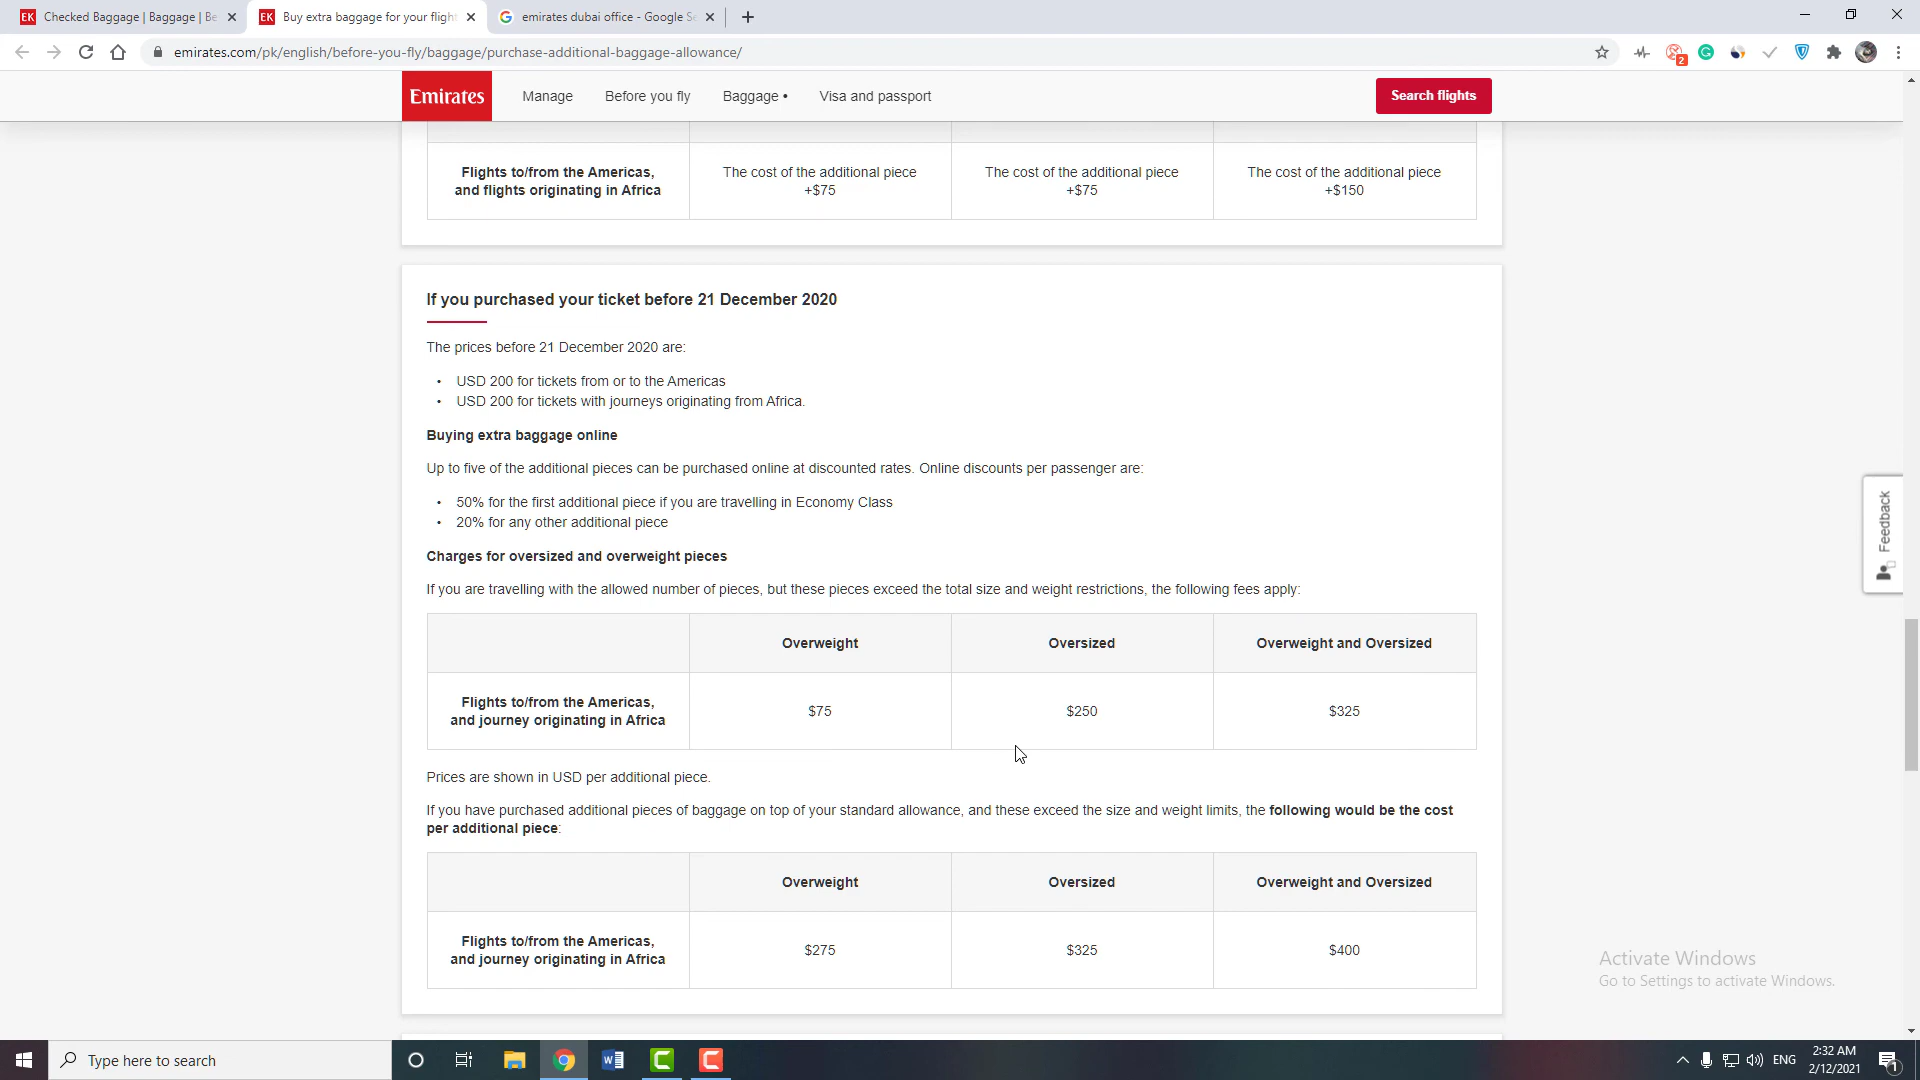 Checked Baggage | Baggage | Be
Buy extra baggage for your flight
emirates dubai office - Google Se
emirates.com/pk/english/before-you-fly/baggage/purchase-additional-baggage-allowance/
2
Emirates
Manage
Before you fly
Baggage •
Visa and passport
Search flights
Flights to/from the Americas,
and flights originating in Africa
The cost of the additional piece
+$75
The cost of the additional piece
+$75
The cost of the additional piece
+$150
If you purchased your ticket before 21 December 2020
The prices before 21 December 2020 are:
• USD 200 for tickets from or to the Americas
• USD 200 for tickets with journeys originating from Africa.
Buying extra baggage online
Up to five of the additional pieces can be purchased online at discounted rates. Online discounts per passenger are:
• 50% for the first additional piece if you are travelling in Economy Class
• 20% for any other additional piece
Charges for oversized and overweight pieces
If you are travelling with the allowed number of pieces, but these pieces exceed the total size and weight restrictions, the following fees apply:
Overweight
Oversized
Overweight and Oversized
Flights to/from the Americas,
and journey originating in Africa
$75
$250
$325
Prices are shown in USD per additional piece.
If you have purchased additional pieces of baggage on top of your standard allowance, and these exceed the size and weight limits, the following would be the cost
per additional piece:
Overweight
Oversized
Overweight and Oversized
Flights to/from the Americas,
and journey originating in Africa
$275
$325
$400
Feedback
Activate Windows
Go to Settings to activate Windows.
Type here to search
ENG
2:32 AM
2/12/2021
1